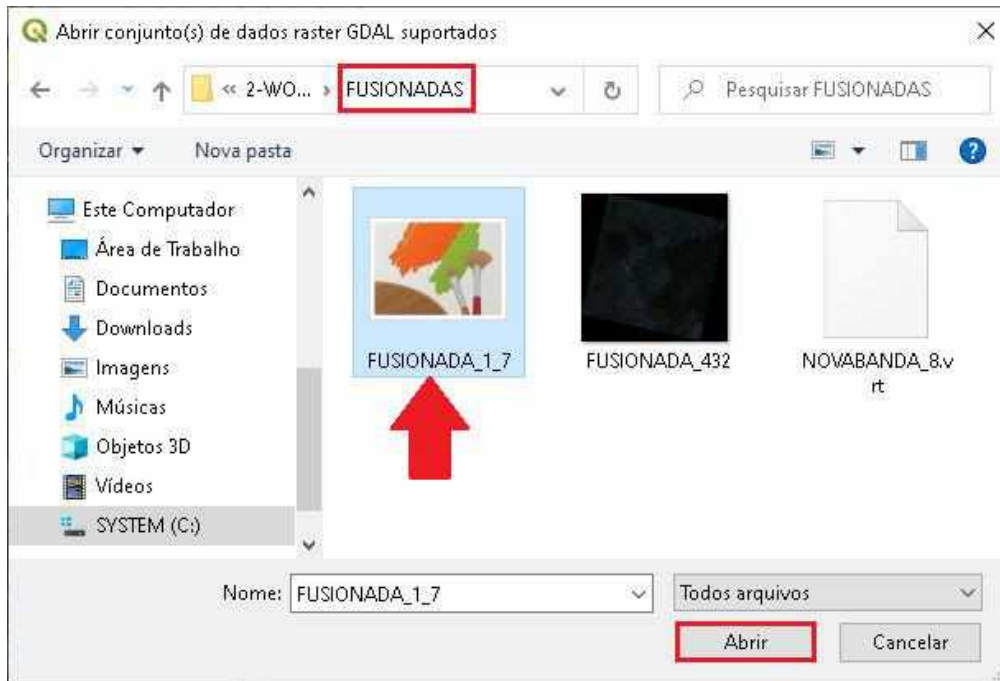 Abrir conjunto(s) de dados raster GDAL suportados
« 2-WO... › FUSIONADAS
Pesquisar FUSIONADAS
Organizar
Nova pasta
Este Computador
Área de Trabalho
Documentos
Downloads
Imagens
Músicas
Objetos 3D
Vídeos
SYSTEM (C:)
FUSIONADA_1_7
FUSIONADA_432
NOVABANDA_8.v
rt
Nome: FUSIONADA_1_7
Todos arquivos
Abrir
Cancelar